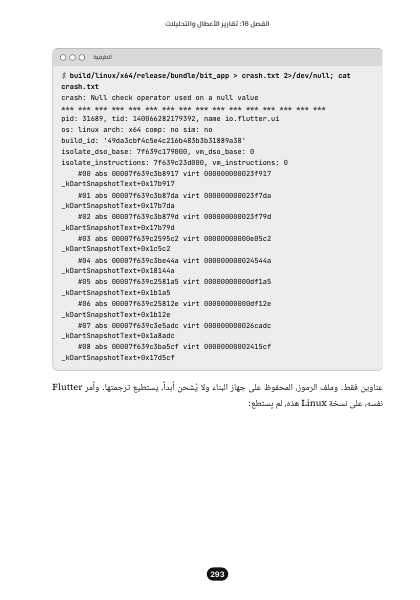 الفصل 16: تقارير الأعطال والتحليلات
الطرفية
$ build/linux/x64/release/bundle/bit_app > crash.txt 2>/dev/null; cat
crash.txt
crash: Null check operator used on a null value
*** *** *** *** *** *** *** *** *** *** *** *** *** *** *** ***
pid: 31689, tid: 140066282179392, name io.flutter.ui
os: linux arch: x64 comp: no sim: no
build_id: '49da3cbf4c5e4c216b483b3b31889a38'
isolate_dso_base: 7f639c179000, vm_dso_base: 0
isolate_instructions: 7f639c23d000, vm_instructions: 0
#00 abs 00007f639c3b8917 virt 000000000023f917
_kDartSnapshotText+0x17b917
#01 abs 00007f639c3b87da virt 000000000023f7da
_kDartSnapshotText+0x17b7da
#02 abs 00007f639c3b879d virt 000000000023f79d
_kDartSnapshotText+0x17b79d
#03 abs 00007f639c2595c2 virt 00000000000e05c2
_kDartSnapshotText+0x1c5c2
#04 abs 00007f639c3be44a virt 000000000024544a
_kDartSnapshotText+0x18144a
#05 abs 00007f639c2581a5 virt 00000000000df1a5
_kDartSnapshotText+0x1b1a5
#06 abs 00007f639c25812e virt 00000000000df12e
_kDartSnapshotText+0x1b12e
#07 abs 00007f639c3e5adc virt 000000000026cadc
_kDartSnapshotText+0x1a8adc
#08 abs 00007f639c3ba5cf virt 00000000002415cf
_kDartSnapshotText+0x17d5cf
عناوين فقط. وملف الرموز، المحفوظ على جهاز البناء ولا يُشحن أبداً، يستطيع ترجمتها. وأمر Flutter
نفسه، على نسخة Linux هذه، لم يستطع:
293